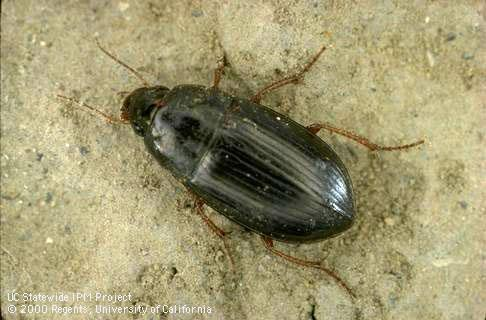 UC Statewide IPM Project
© 2000 Regents, University of California